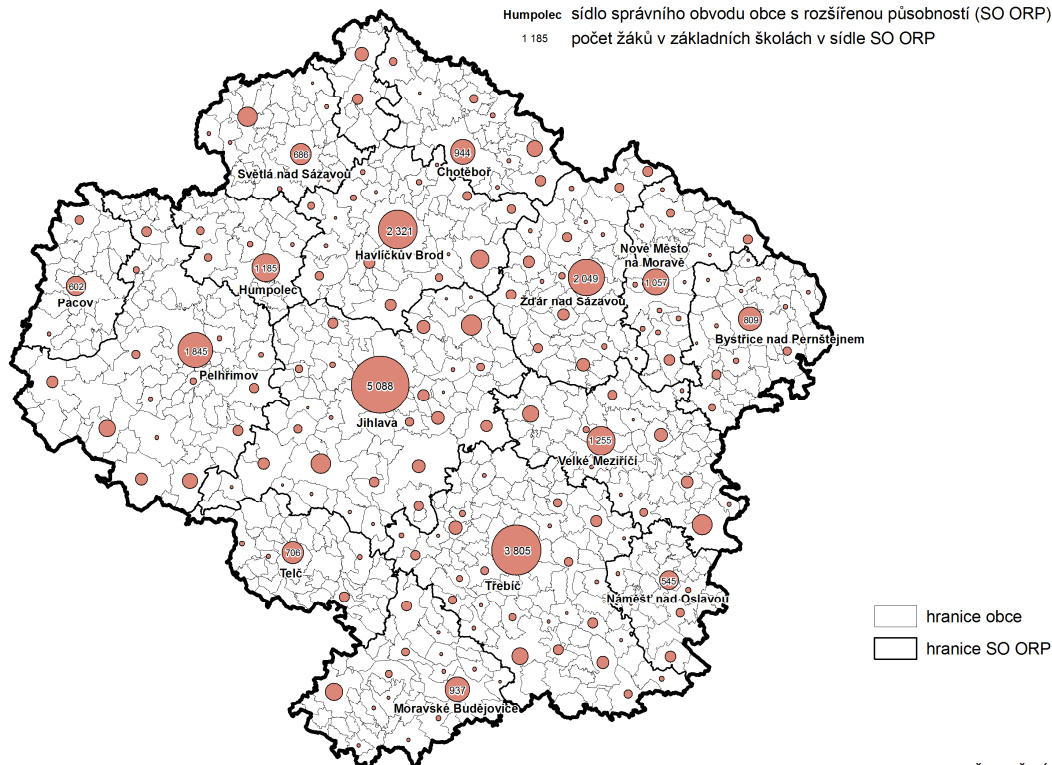 Humpolec sídlo správního obvodu obce s rozšířenou působností (SO ORP)
1 185 počet žáků v základních školách v sídle SO ORP
686
Světlá nad Sázavou
944
Chotěboř
2 321
Havlíčkův Brod
1 185
Humpolec
602
Pacov
2 049
Žďár nad Sázavou
Nové Město
na Moravě
1 057
809
Bystřice nad Pernštejnem
1 845
Pelhřimov
5 088
Jihlava
1 255
Velké Meziříčí
3 805
Třebíč
706
Telč
545
Náměšť nad Oslavou
937
Moravské Budějovice
hranice obce
hranice SO ORP